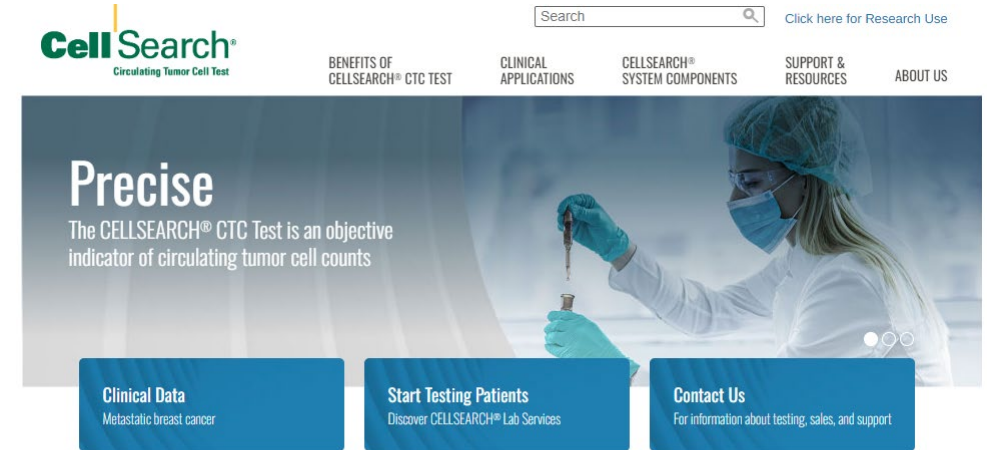 Search
Click here for Research Use
CellSearch®
Circulating Tumor Cell Test
BENEFITS OF
CELLSEARCH® CTC TEST
CLINICAL
APPLICATIONS
CELLSEARCH®
SYSTEM COMPONENTS
SUPPORT &
RESOURCES
ABOUT US
Precise
The CELLSEARCH® CTC Test is an objective
indicator of circulating tumor cell counts
Clinical Data
Metastatic breast cancer
Start Testing Patients
Discover CELLSEARCH® Lab Services
Contact Us
For information about testing, sales, and support